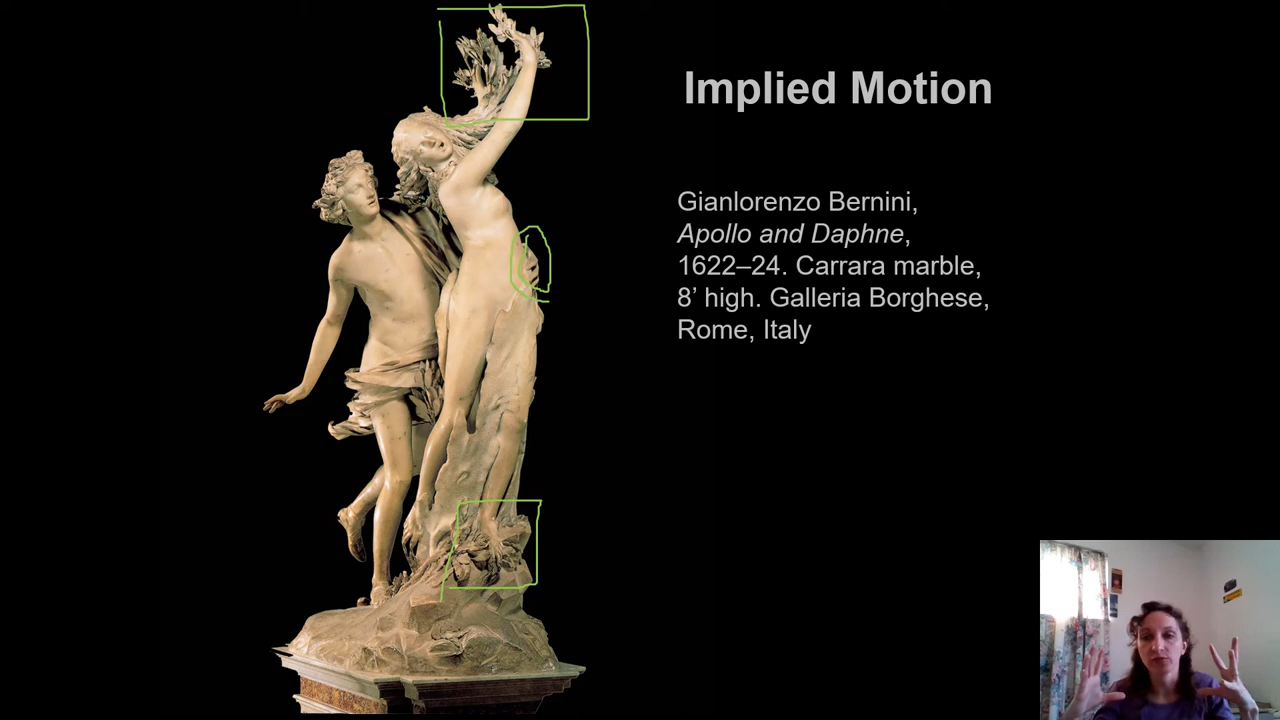 Implied Motion
Gianlorenzo Bernini,
Apollo and Daphne,
1622–24. Carrara marble,
8’ high. Galleria Borghese,
Rome, Italy